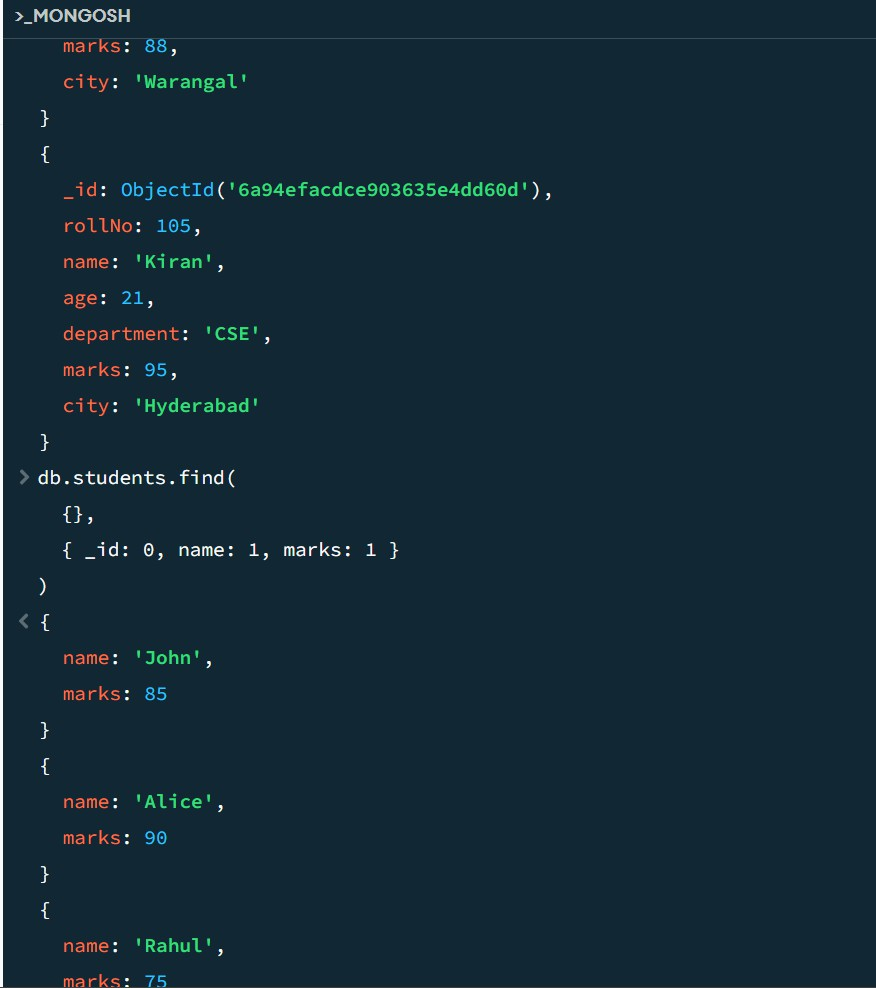 >_MONGOSH
marks: 88,
city: 'Warangal'
}
{
_id: ObjectId('6a94efacdce903635e4dd60d'),
rollNo: 105,
name: 'Kiran',
age: 21,
department: 'CSE',
marks: 95,
city: 'Hyderabad'
}
> db.students.find(
{},
{ _id: 0, name: 1, marks: 1 }
)
< {
name: 'John',
marks: 85
}
{
name: 'Alice',
marks: 90
}
{
name: 'Rahul',
marks: 75